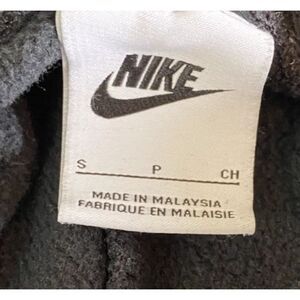 NIKE
S P CH
MADE IN MALAYSIA
FABRIQUE EN MALAISIE